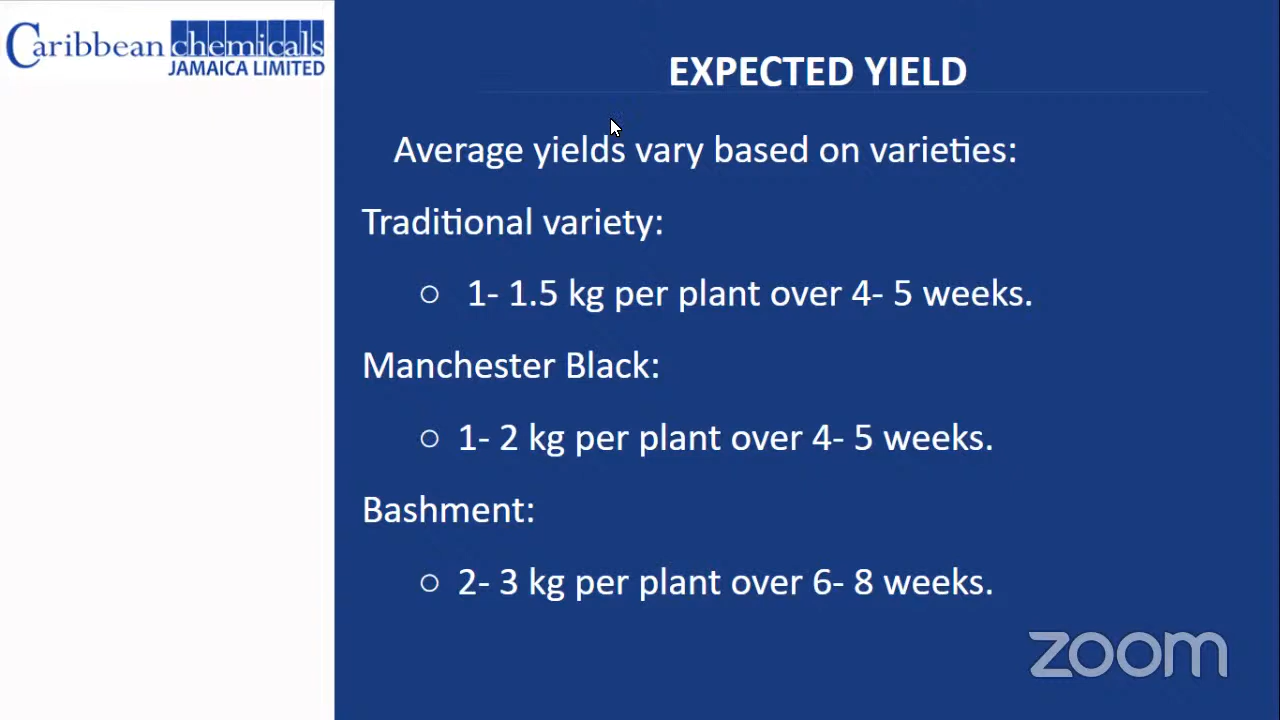 Caribbean chemicals
JAMAICA LIMITED
EXPECTED YIELD
Average yields vary based on varieties:
Traditional variety:
○ 1- 1.5 kg per plant over 4- 5 weeks.
Manchester Black:
○ 1- 2 kg per plant over 4- 5 weeks.
Bashment:
○ 2- 3 kg per plant over 6- 8 weeks.
zoom